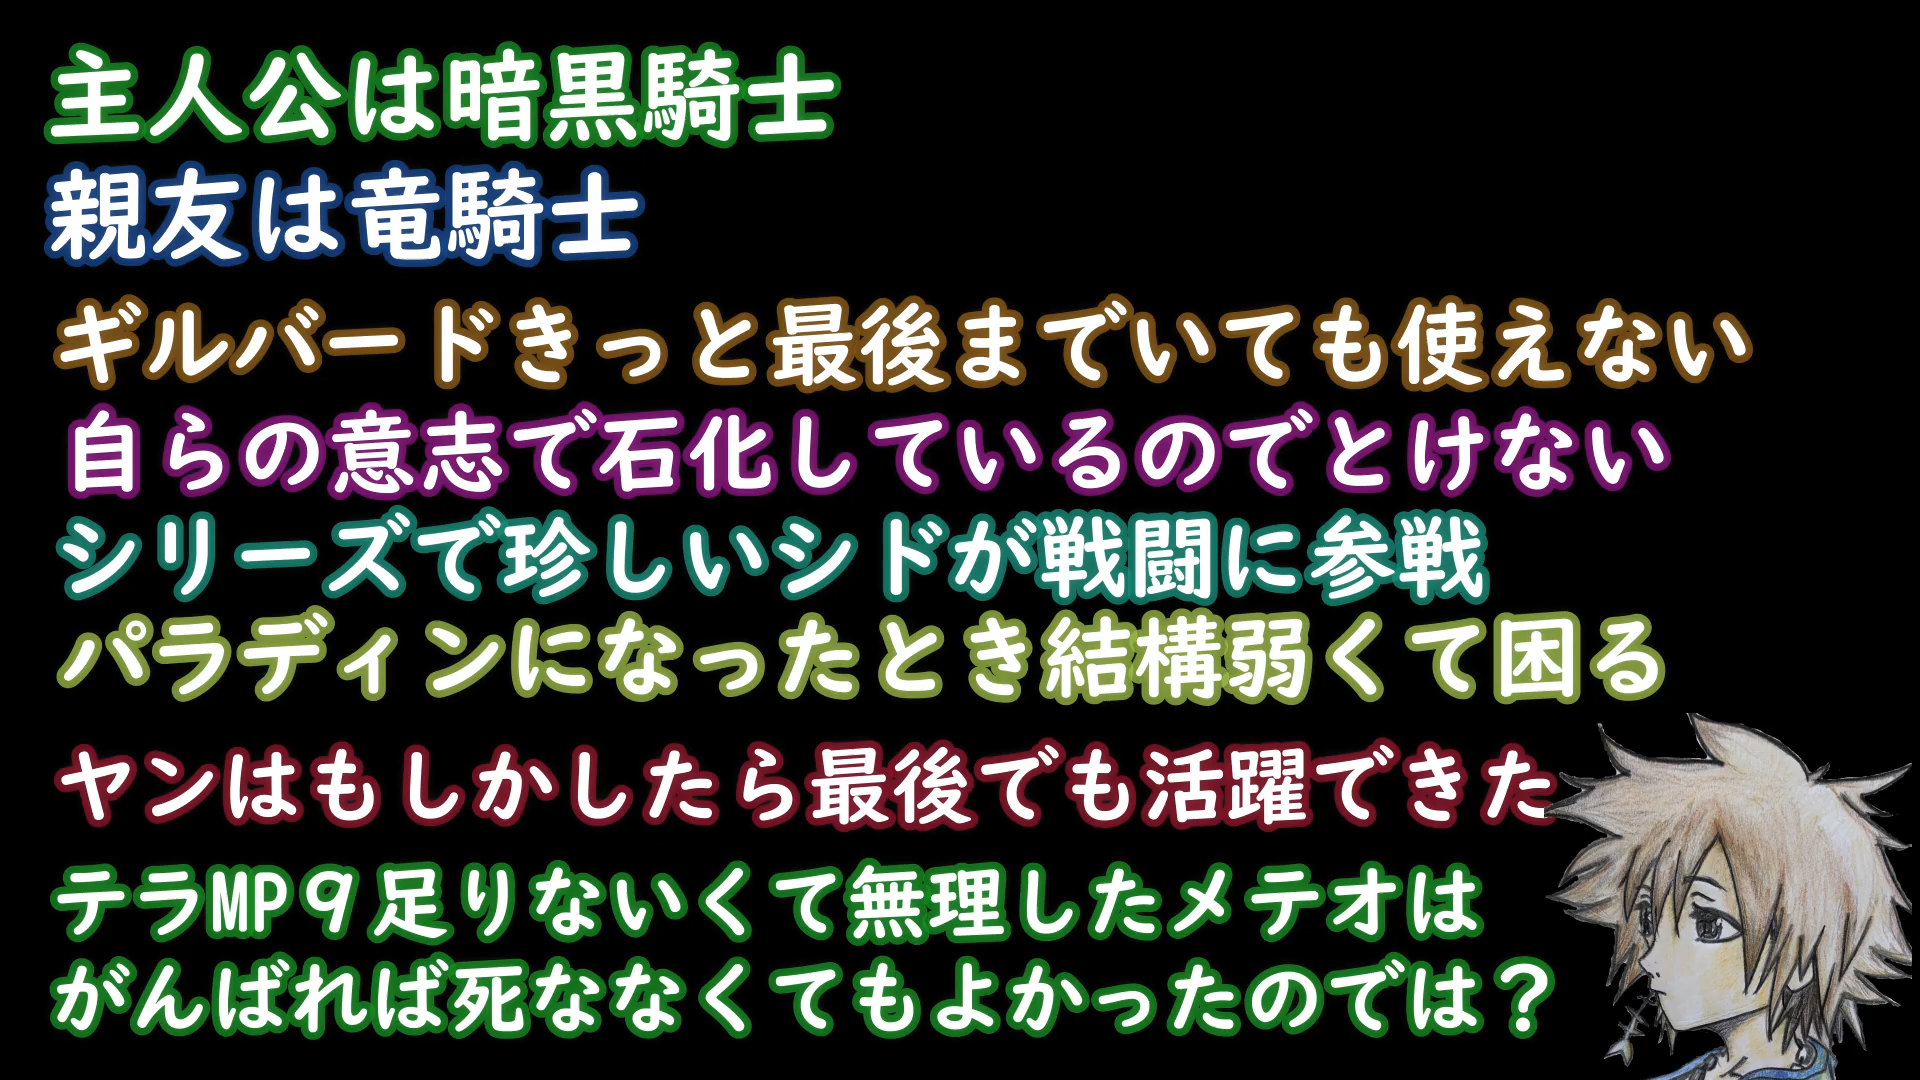 主人公は暗黒騎士
親友は竜騎士
ギルバードきっと最後までいても使えない
自らの意志で石化しているのでとけない
シリーズで珍しいシドが戦闘に参戦
パラディンになったとき結構弱くて困る
ヤンはもしかしたら最後でも活躍できた
テラMP９足りないくて無理したメテオは
がんばれば死ななくてもよかったのでは？